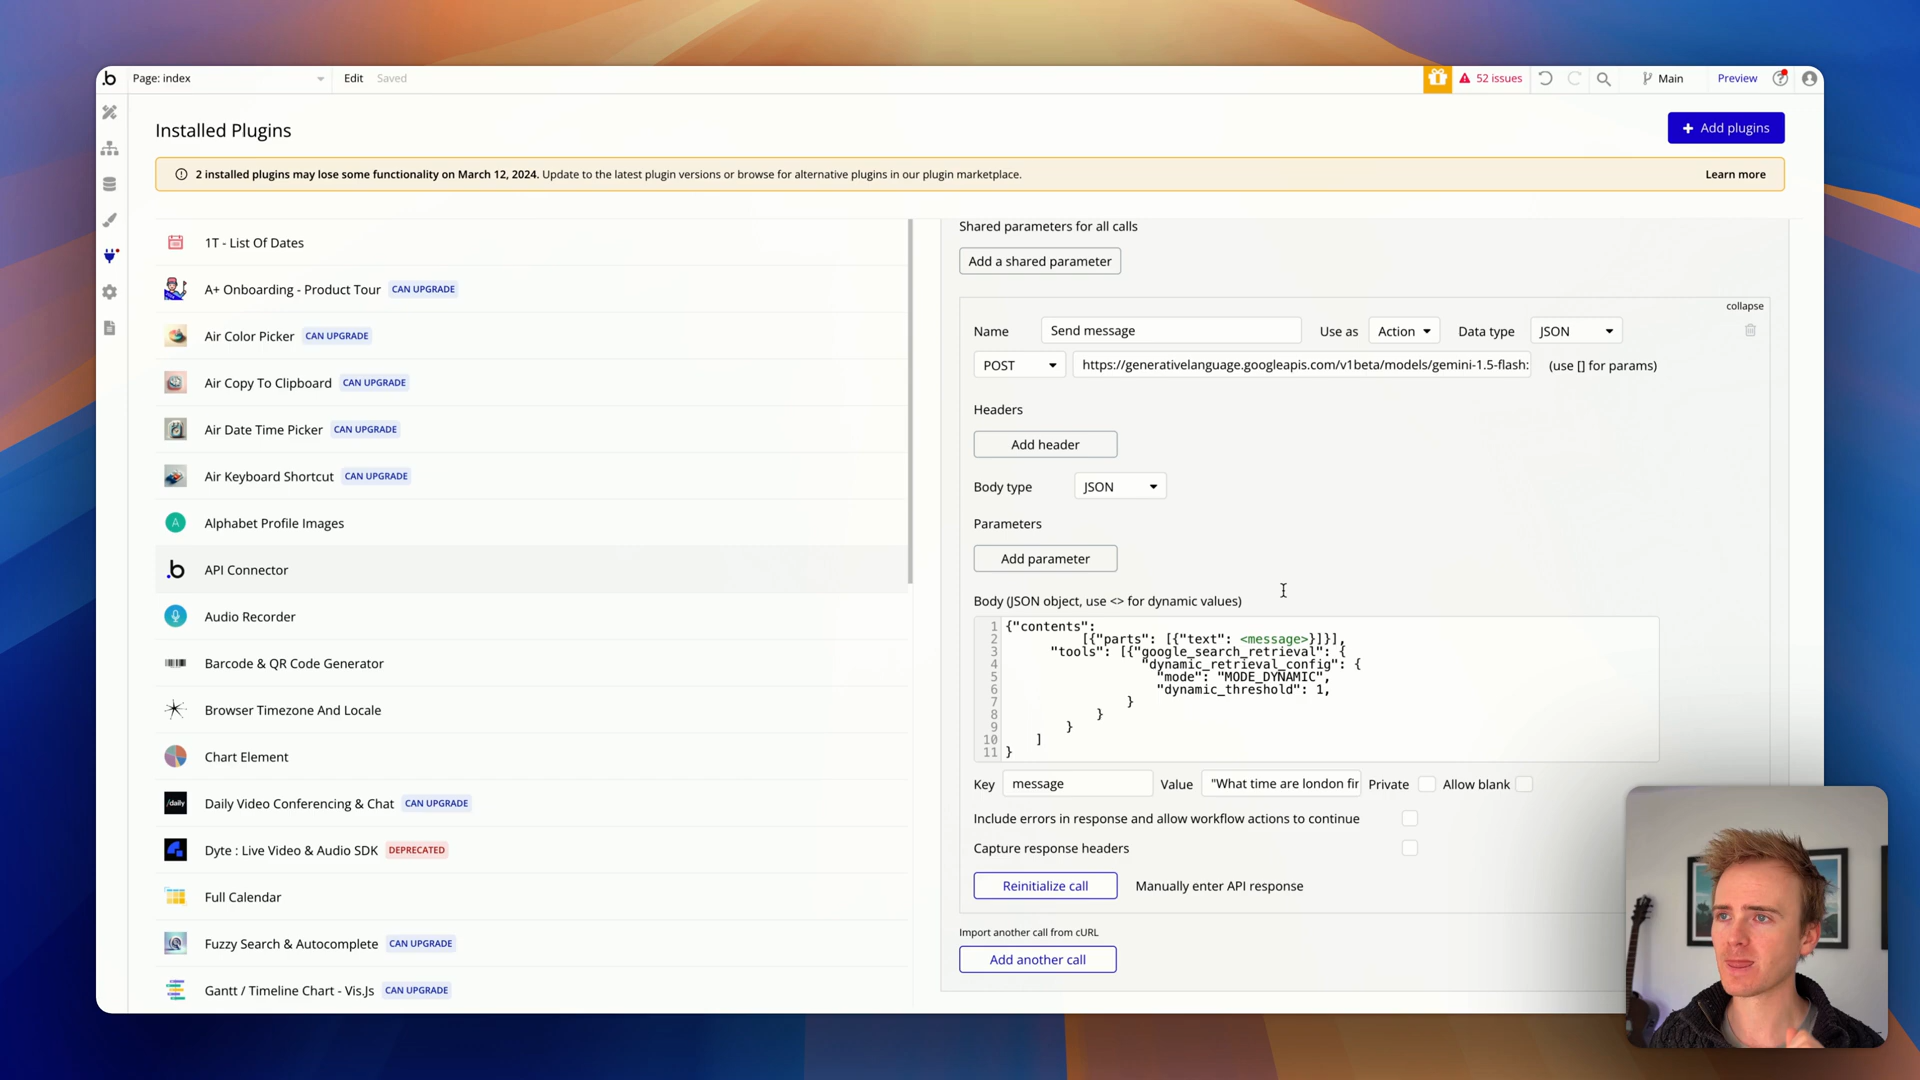 .b Page: index Edit Saved 52 issues Main Preview
Installed Plugins
+ Add plugins
2 installed plugins may lose some functionality on March 12, 2024. Update to the latest plugin versions or browse for alternative plugins in our plugin marketplace. Learn more
1T - List Of Dates
A+ Onboarding - Product Tour CAN UPGRADE
Air Color Picker CAN UPGRADE
Air Copy To Clipboard CAN UPGRADE
Air Date Time Picker CAN UPGRADE
Air Keyboard Shortcut CAN UPGRADE
A Alphabet Profile Images
.b API Connector
Audio Recorder
Barcode & QR Code Generator
Browser Timezone And Locale
Chart Element
/daily Daily Video Conferencing & Chat CAN UPGRADE
Dyte : Live Video & Audio SDK DEPRECATED
Full Calendar
Fuzzy Search & Autocomplete CAN UPGRADE
Gantt / Timeline Chart - Vis.Js CAN UPGRADE
Shared parameters for all calls
Add a shared parameter
collapse
Name Send message Use as Action Data type JSON
POST https://generativelanguage.googleapis.com/v1beta/models/gemini-1.5-flash: (use [] for params)
Headers
Add header
Body type JSON
Parameters
Add parameter
Body (JSON object, use <> for dynamic values)
1 {"contents":
2 [{"parts": [{"text": <message>}]}],
3 "tools": [{"google_search_retrieval": {
4 "dynamic_retrieval_config": {
5 "mode": "MODE_DYNAMIC",
6 "dynamic_threshold": 1,
7 }
8 }
9 }
10 ]
11 }
Key message Value "What time are london fir Private Allow blank
Include errors in response and allow workflow actions to continue
Capture response headers
Reinitialize call Manually enter API response
Import another call from cURL
Add another call